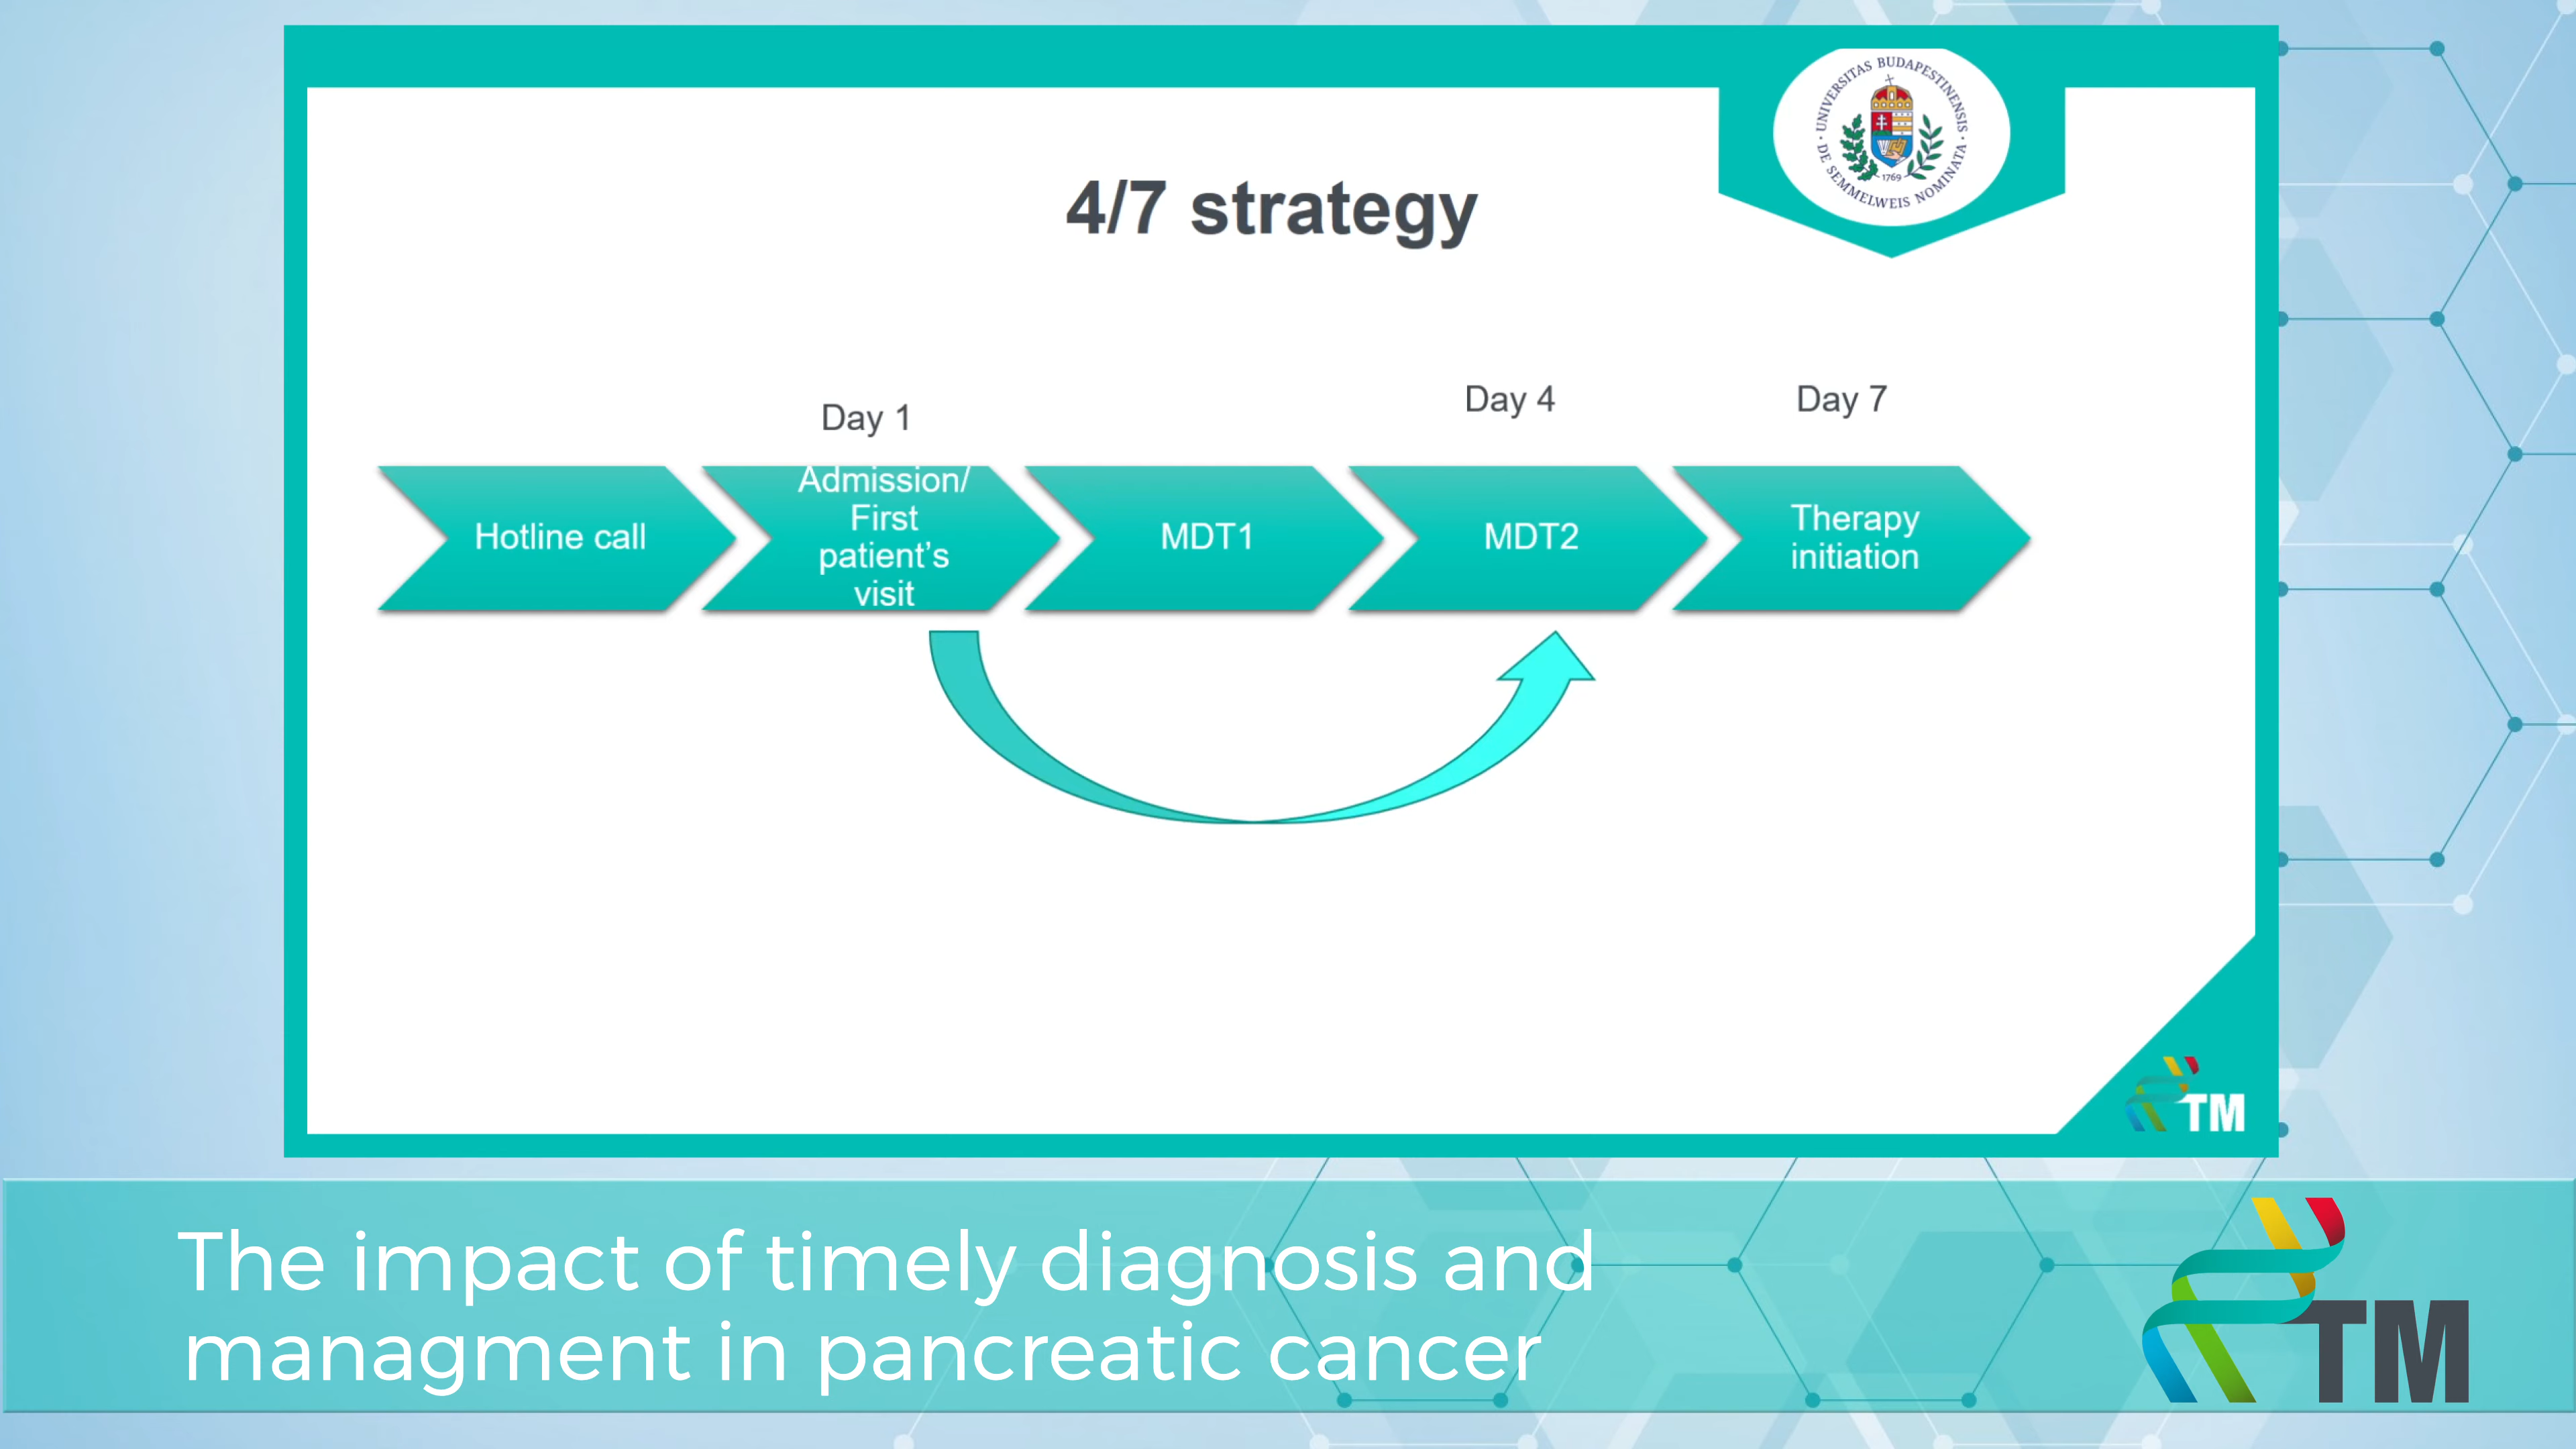 UNIVERSITAS BUDAPESTINENSIS
DE SEMMELWEIS NOMINATA
1769
4/7 strategy
Day 1
Day 4
Day 7
Hotline call
Admission/
First
patient's
visit
MDT1
MDT2
Therapy
initiation
TM
The impact of timely diagnosis and
managment in pancreatic cancer
TM